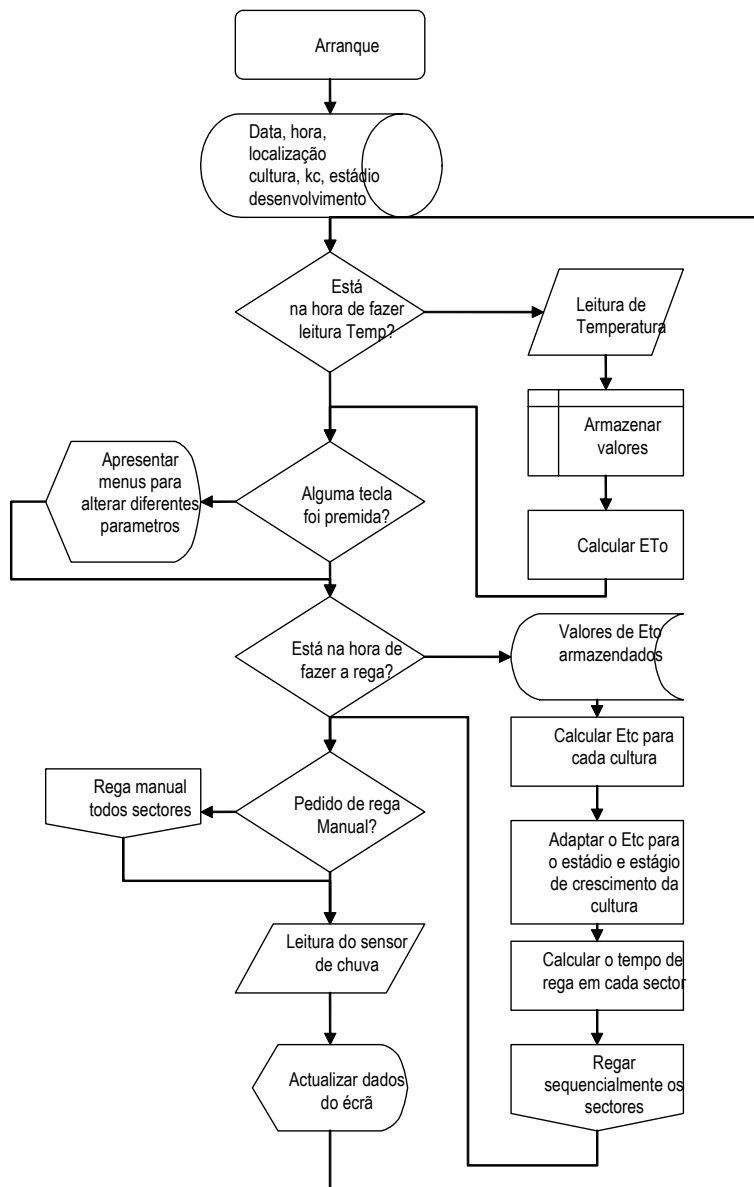 Arranque
Data, hora,
localização
cultura, kc, estádio
desenvolvimento
Está
na hora de fazer
leitura Temp?
Leitura de
Temperatura
Armazenar
valores
Calcular ETo
Alguma tecla
foi premida?
Apresentar
menus para
alterar diferentes
parametros
Está na hora de
fazer a rega?
Valores de Eto
armazendados
Calcular Etc para
cada cultura
Adaptar o Etc para
o estádio e estágio
de crescimento da
cultura
Calcular o tempo de
rega em cada sector
Regar
sequencialmente os
sectores
Pedido de rega
Manual?
Rega manual
todos sectores
Leitura do sensor
de chuva
Actualizar dados
do écrã